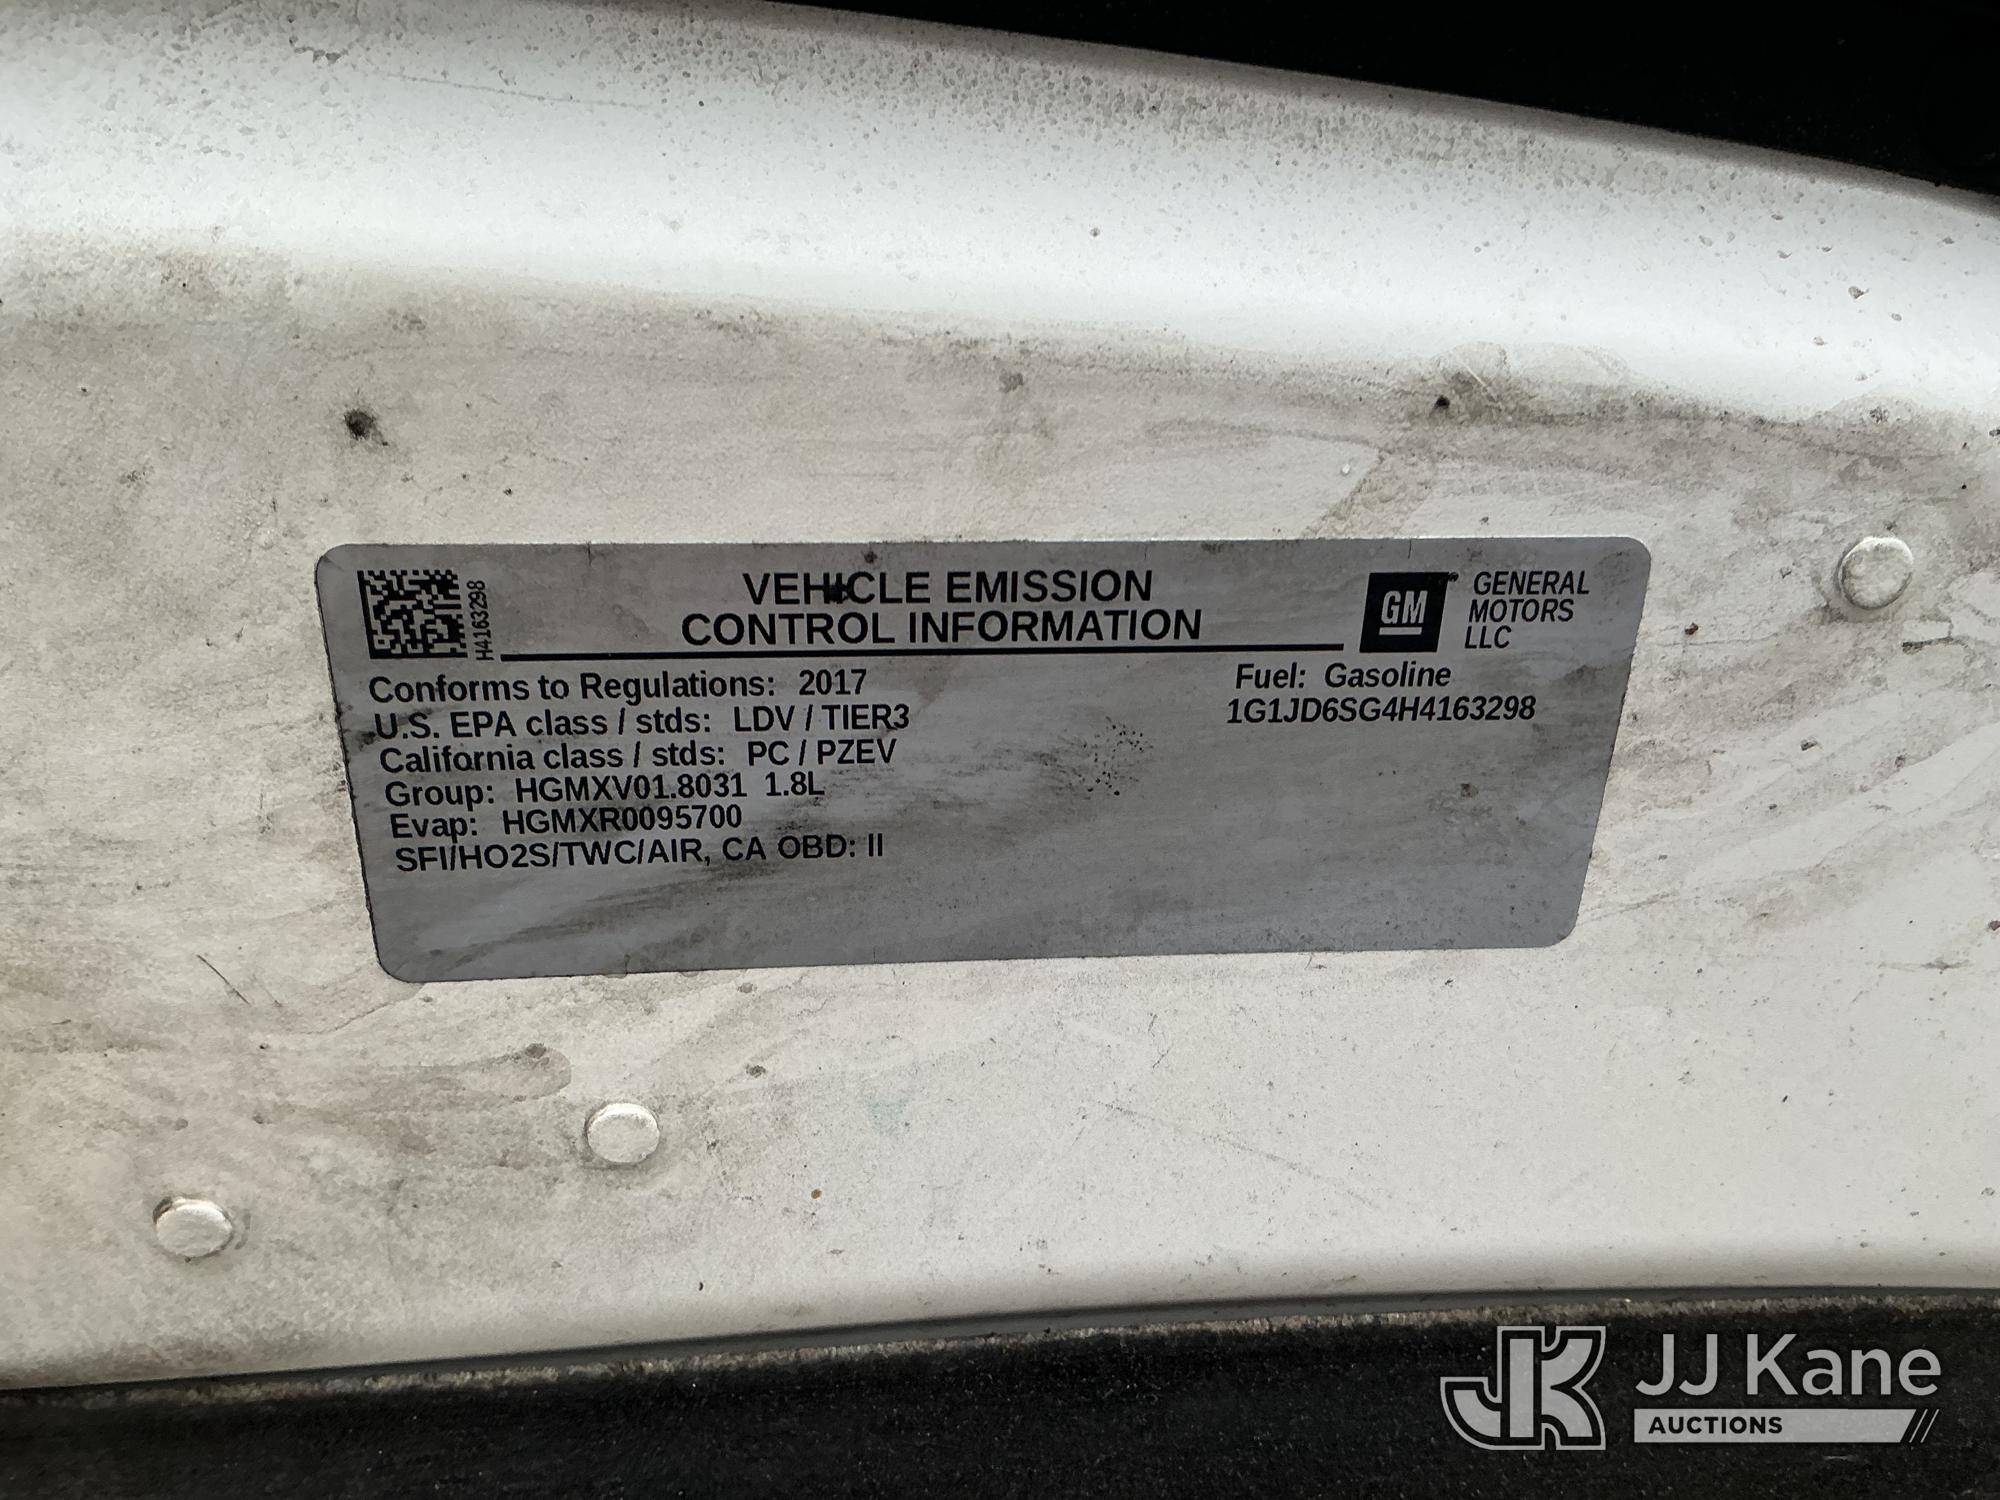 VEHICLE EMISSION
CONTROL INFORMATION
H4163298
GM
GENERAL
MOTORS
LLC
Conforms to Regulations: 2017
U.S. EPA class / stds: LDV / TIER3
California class / stds: PC / PZEV
Group: HGMXV01.8031 1.8L
Evap: HGMXR0095700
SFI/HO2S/TWC/AIR, CA OBD: II
Fuel: Gasoline
1G1JD6SG4H4163298
JK JJ Kane
AUCTIONS